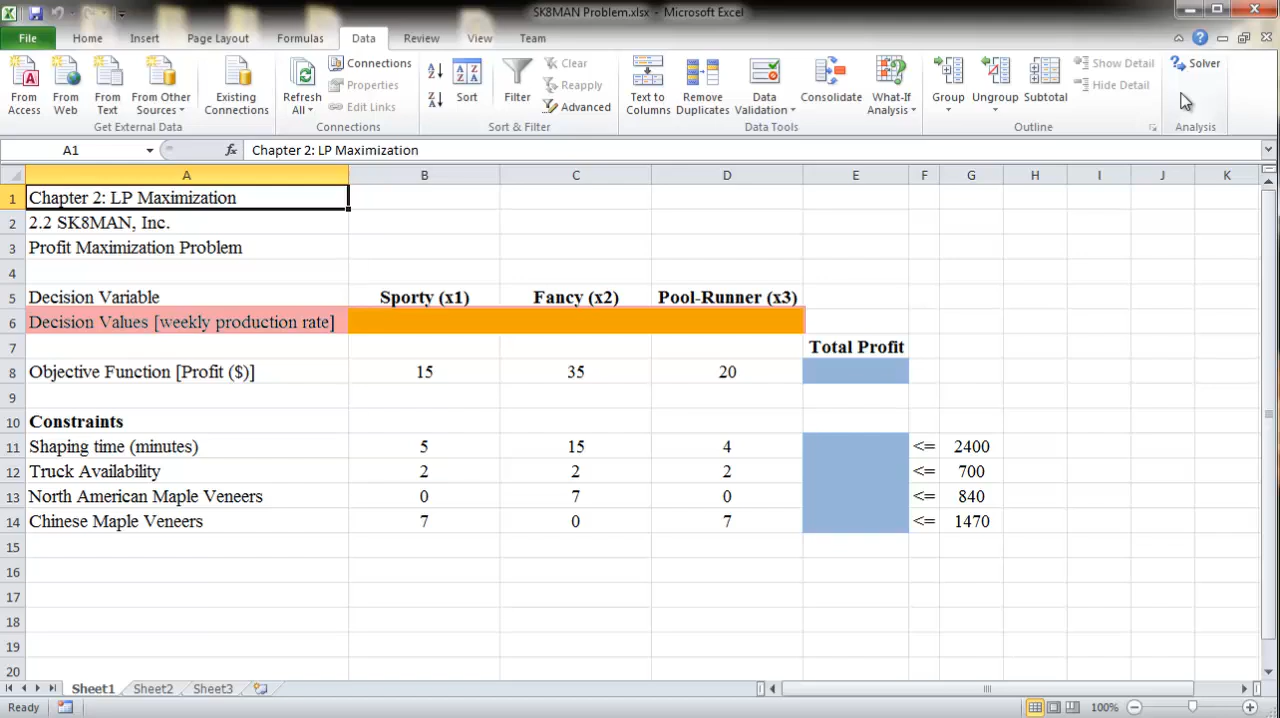 SK8MAN Problem.xlsx - Microsoft Excel
File Home Insert Page Layout Formulas Data Review View Team
From Access
From Web
From Text
From Other Sources
Existing Connections
Get External Data
Refresh All
Connections
Properties
Edit Links
Connections
Sort
Filter
Clear
Reapply
Advanced
Sort & Filter
Text to Columns
Remove Duplicates
Data Validation
Consolidate
What-If Analysis
Data Tools
Group
Ungroup
Subtotal
Show Detail
Hide Detail
Outline
Solver
Analysis
A1 fx Chapter 2: LP Maximization
A B C D E F G H I J K
1 Chapter 2: LP Maximization
2 2.2 SK8MAN, Inc.
3 Profit Maximization Problem
4
5 Decision Variable Sporty (x1) Fancy (x2) Pool-Runner (x3)
6 Decision Values [weekly production rate]
7 Total Profit
8 Objective Function [Profit ($)] 15 35 20
9
10 Constraints
11 Shaping time (minutes) 5 15 4 <= 2400
12 Truck Availability 2 2 2 <= 700
13 North American Maple Veneers 0 7 0 <= 840
14 Chinese Maple Veneers 7 0 7 <= 1470
15
16
17
18
19
20
Sheet1 Sheet2 Sheet3
Ready 100%